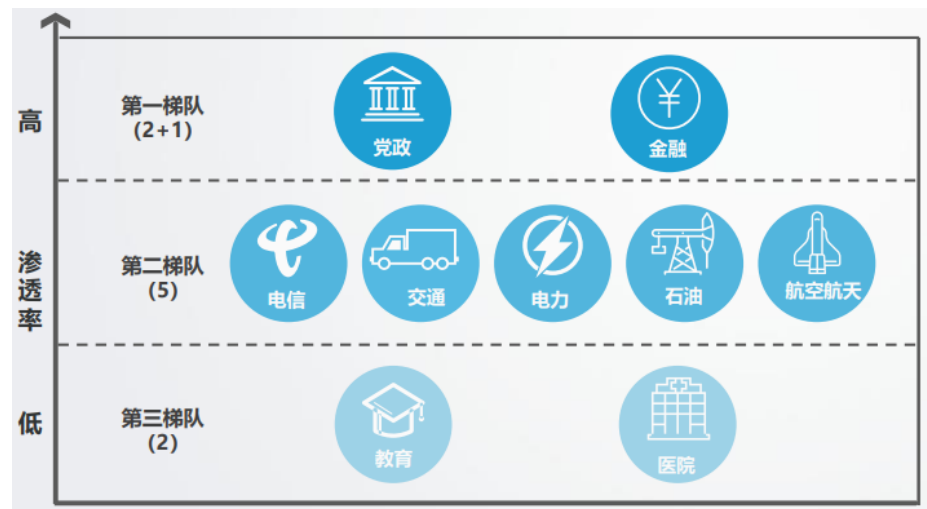 高
第一梯队
(2+1)
党政
金融
渗透率
第二梯队
(5)
电信
交通
电力
石油
航空航天
低
第三梯队
(2)
教育
医院